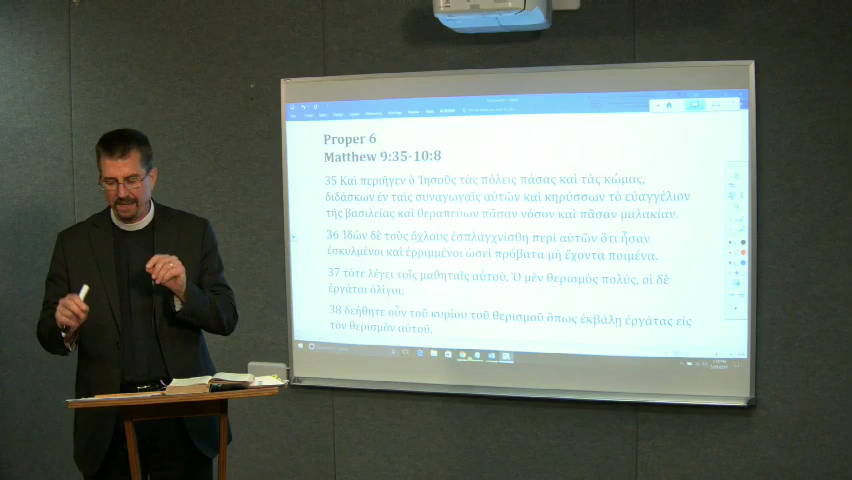 Proper 6
Matthew 9:35-10:8
35 Καὶ περιῆγεν ὁ Ἰησοῦς τὰς πόλεις πάσας καὶ τὰς κώμας,
διδάσκων ἐν ταῖς συναγωγαῖς αὐτῶν καὶ κηρύσσων τὸ εὐαγγέλιον
τῆς βασιλείας καὶ θεραπεύων πᾶσαν νόσον καὶ πᾶσαν μαλακίαν.
36 Ἰδὼν δὲ τοὺς ὄχλους ἐσπλαγχνίσθη περὶ αὐτῶν ὅτι ἦσαν
ἐσκυλμένοι καὶ ἐρριμμένοι ὡσεὶ πρόβατα μὴ ἔχοντα ποιμένα.
37 τότε λέγει τοῖς μαθηταῖς αὐτοῦ, Ὁ μὲν θερισμὸς πολύς, οἱ δὲ
ἐργάται ὀλίγοι:
38 δεήθητε οὖν τοῦ κυρίου τοῦ θερισμοῦ ὅπως ἐκβάλῃ ἐργάτας εἰς
τὸν θερισμὸν αὐτοῦ.